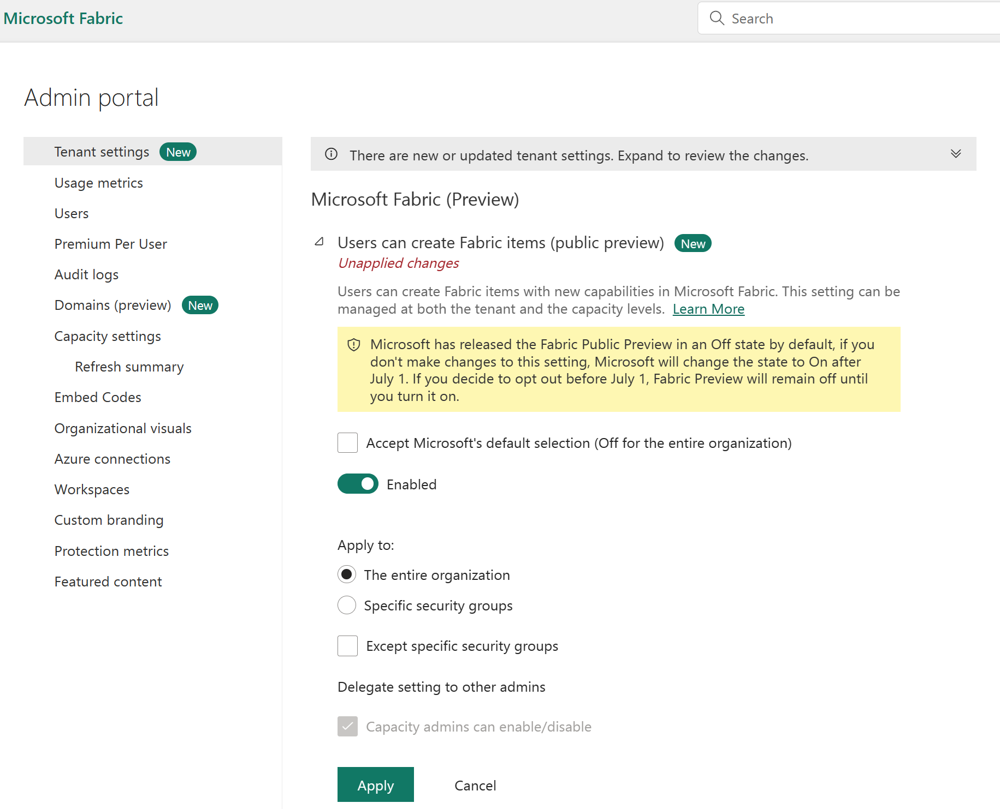 Microsoft Fabric
Search
Admin portal
Tenant settings New
Usage metrics
Users
Premium Per User
Audit logs
Domains (preview) New
Capacity settings
Refresh summary
Embed Codes
Organizational visuals
Azure connections
Workspaces
Custom branding
Protection metrics
Featured content
There are new or updated tenant settings. Expand to review the changes.
Microsoft Fabric (Preview)
Users can create Fabric items (public preview) New
Unapplied changes
Users can create Fabric items with new capabilities in Microsoft Fabric. This setting can be
managed at both the tenant and the capacity levels. Learn More
Microsoft has released the Fabric Public Preview in an Off state by default, if you
don't make changes to this setting, Microsoft will change the state to On after
July 1. If you decide to opt out before July 1, Fabric Preview will remain off until
you turn it on.
Accept Microsoft's default selection (Off for the entire organization)
Enabled
Apply to:
The entire organization
Specific security groups
Except specific security groups
Delegate setting to other admins
Capacity admins can enable/disable
Apply Cancel